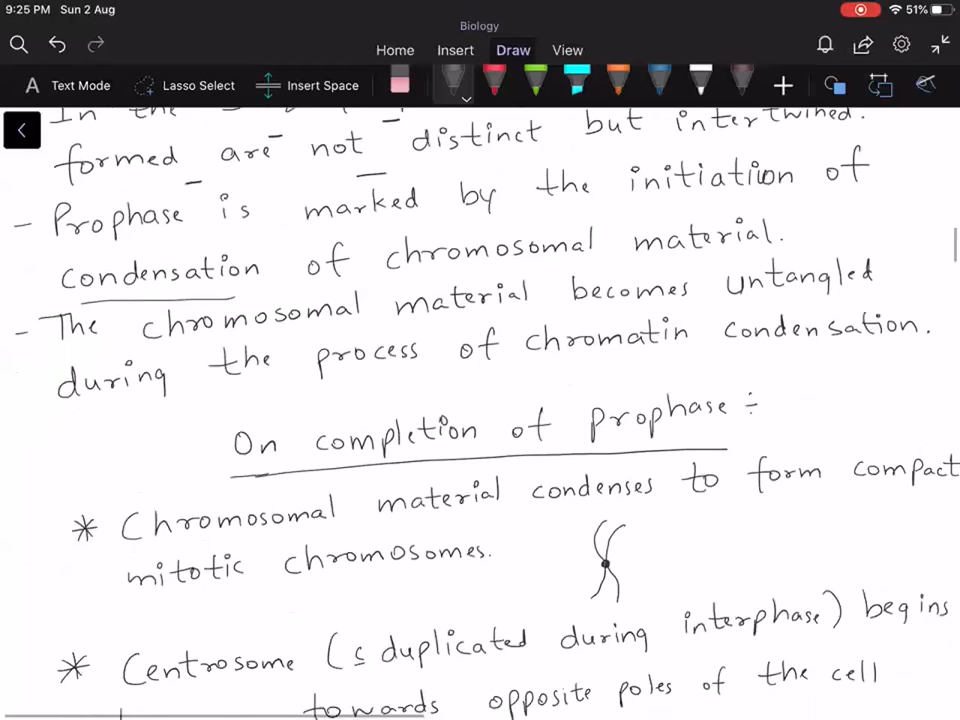 9:25 PM Sun 2 Aug
51%
Biology
Home Insert Draw View
Text Mode Lasso Select Insert Space
In the
formed are not distinct but intertwined.
- Prophase is marked by the initiation of
condensation of chromosomal material.
- The chromosomal material becomes untangled
during the process of chromatin condensation.
On completion of prophase ÷
* Chromosomal material condenses to form compact
mitotic chromosomes.
* Centrosome (s duplicated during interphase) begins
towards opposite poles of the cell